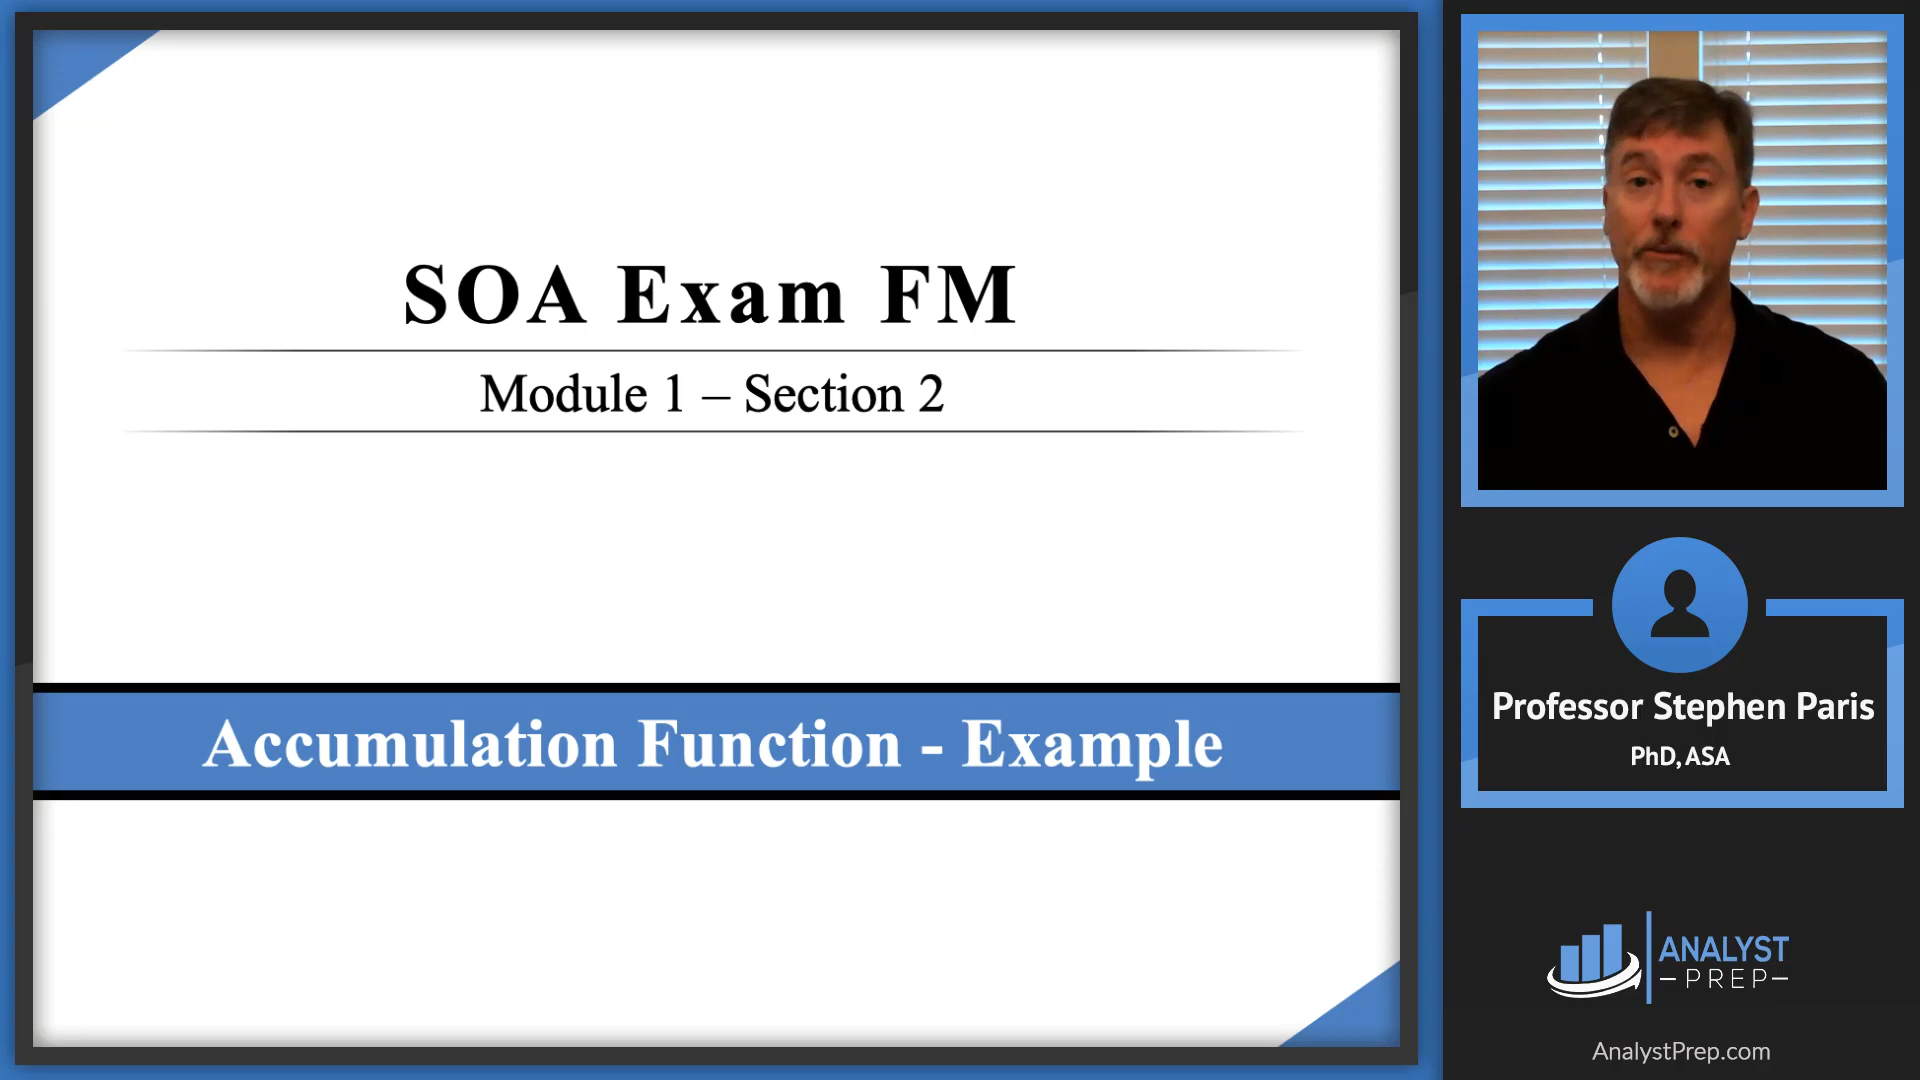 SOA Exam FM
Module 1 – Section 2
Accumulation Function - Example
Professor Stephen Paris
PhD, ASA
ANALYST
PREP
AnalystPrep.com